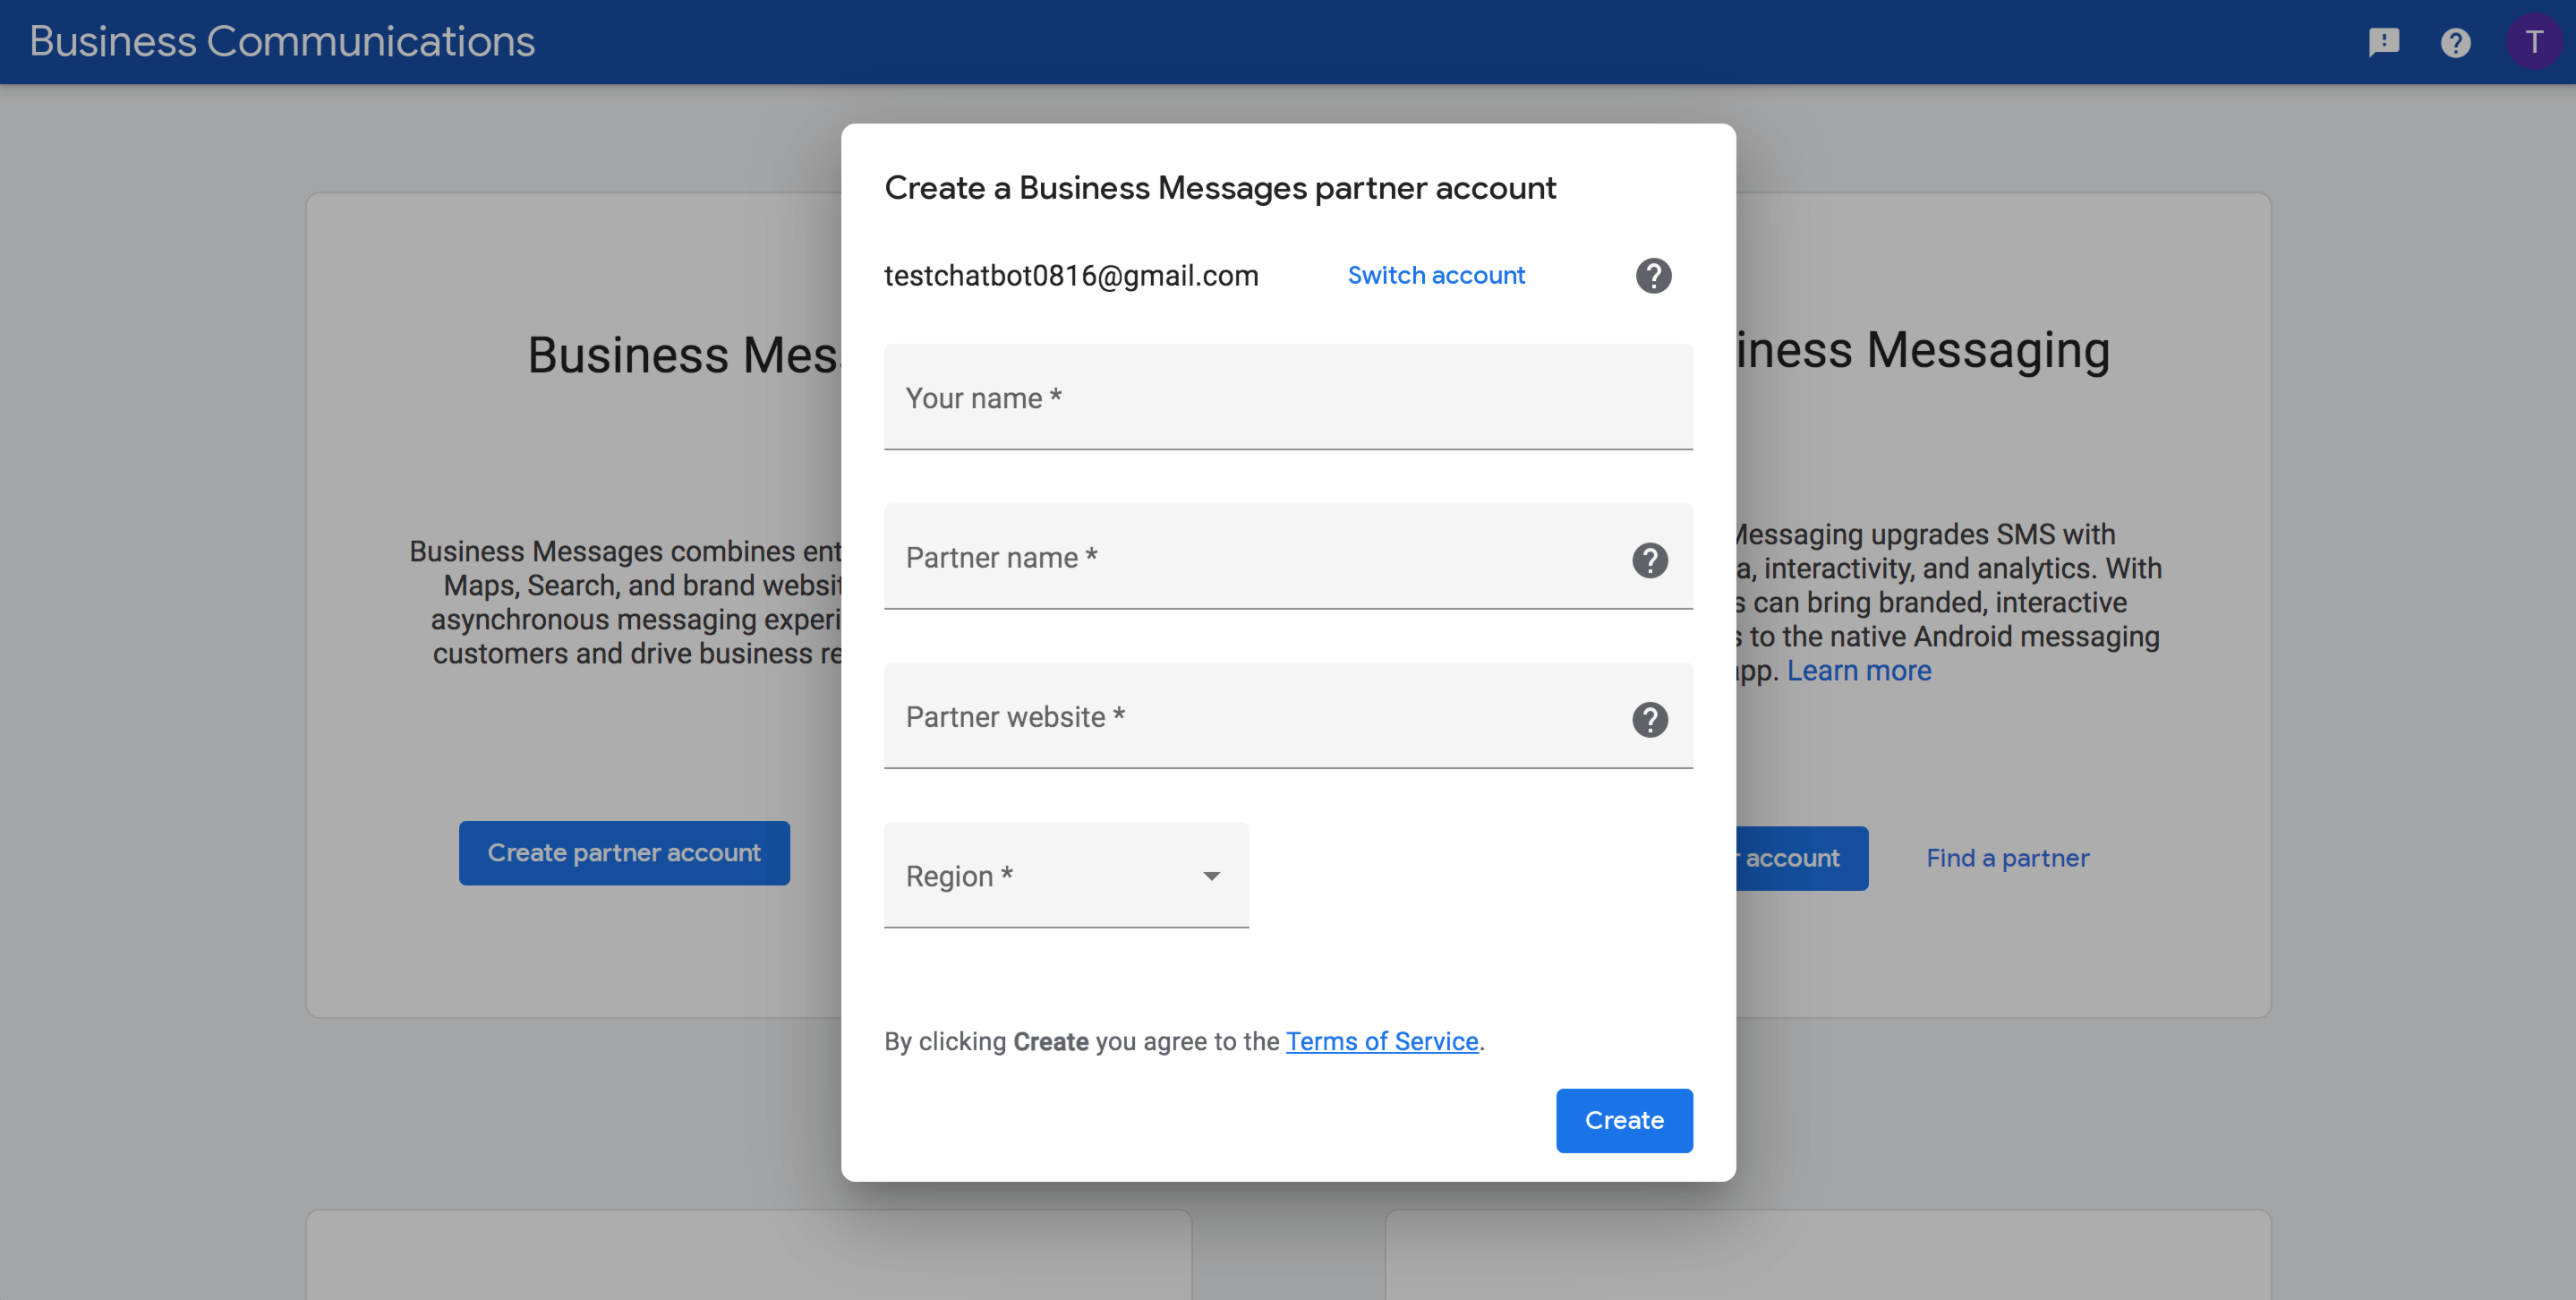 Business Communications
T
Create a Business Messages partner account
testchatbot0816@gmail.com Switch account ?
Your name *
Partner name * ?
Partner website * ?
Region *
By clicking Create you agree to the Terms of Service.
Create
Business Mes
Business Messages combines ent
Maps, Search, and brand websit
asynchronous messaging experi
customers and drive business re
Create partner account
iness Messaging
Messaging upgrades SMS with
a, interactivity, and analytics. With
s can bring branded, interactive
s to the native Android messaging
app. Learn more
account Find a partner